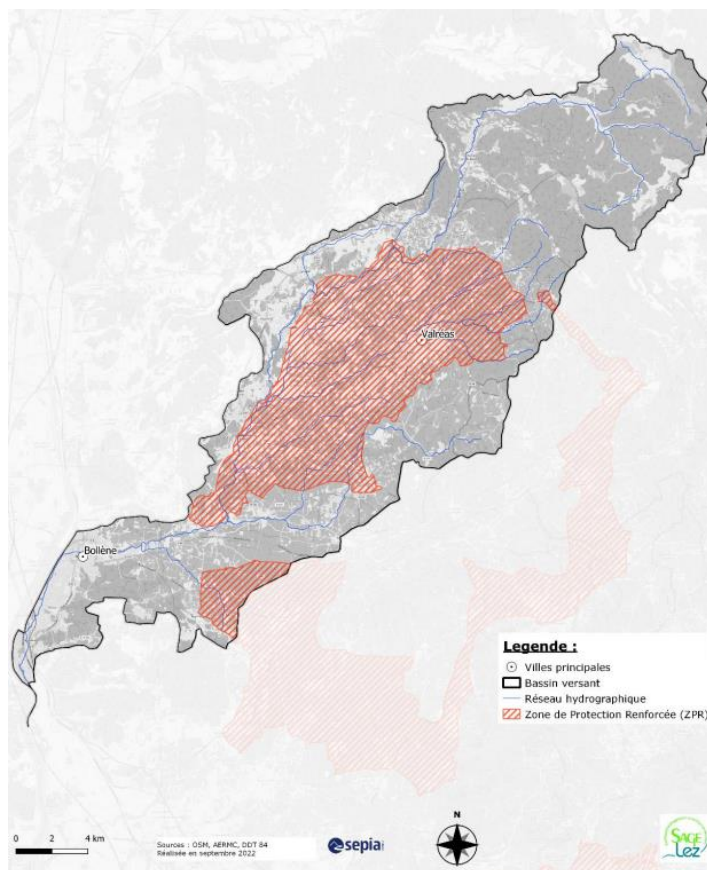 Valréas
Bollène
Legende :
Villes principales
Bassin versant
Réseau hydrographique
Zone de Protection Renforcée (ZPR)
N
0 2 4 km
Sources : OSM, AERMC, DDT 84
Réalisée en septembre 2022
sepia
SAGE
Lez